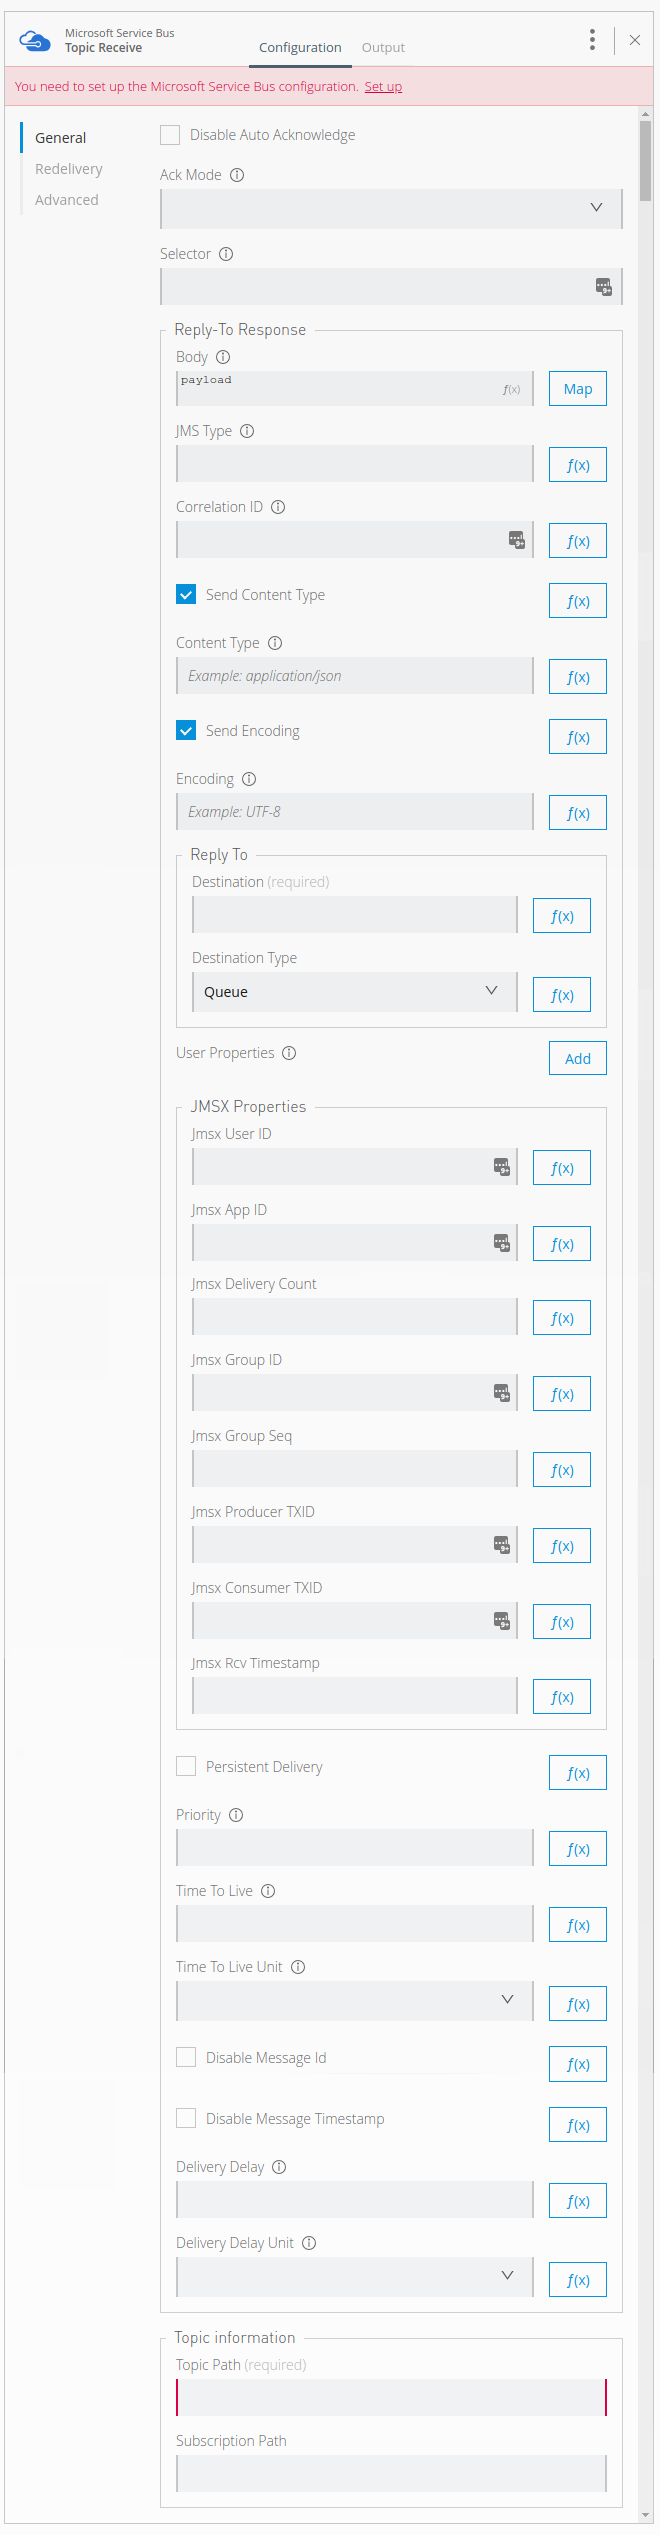 Microsoft Service Bus
Topic Receive
Configuration
Output
You need to set up the Microsoft Service Bus configuration. Set up
General
Redelivery
Advanced
Disable Auto Acknowledge
Ack Mode
Selector
Reply-To Response
Body
payload
f(x)
Map
JMS Type
f(x)
Correlation ID
f(x)
Send Content Type
f(x)
Content Type
Example: application/json
f(x)
Send Encoding
f(x)
Encoding
Example: UTF-8
f(x)
Reply To
Destination (required)
f(x)
Destination Type
Queue
f(x)
User Properties
Add
JMSX Properties
Jmsx User ID
f(x)
Jmsx App ID
f(x)
Jmsx Delivery Count
f(x)
Jmsx Group ID
f(x)
Jmsx Group Seq
f(x)
Jmsx Producer TXID
f(x)
Jmsx Consumer TXID
f(x)
Jmsx Rcv Timestamp
f(x)
Persistent Delivery
f(x)
Priority
f(x)
Time To Live
f(x)
Time To Live Unit
f(x)
Disable Message Id
f(x)
Disable Message Timestamp
f(x)
Delivery Delay
f(x)
Delivery Delay Unit
f(x)
Topic information
Topic Path (required)
Subscription Path